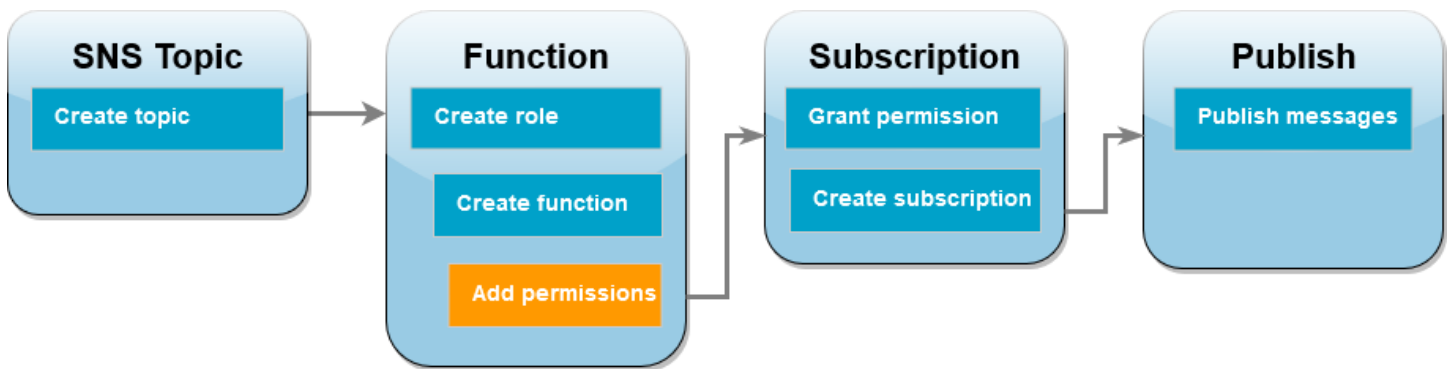 SNS Topic
Create topic
Function
Create role
Create function
Add permissions
Subscription
Grant permission
Create subscription
Publish
Publish messages